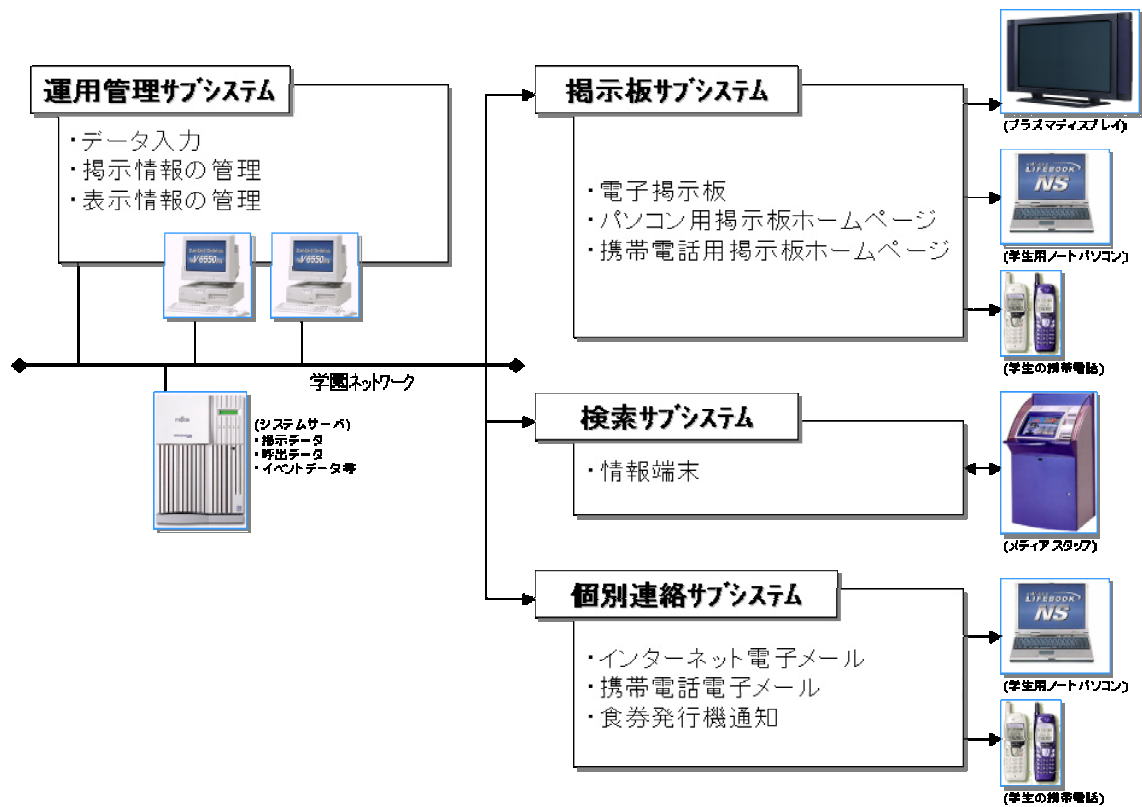 運用管理サブシステム
・データ入力
・掲示情報の管理
・表示情報の管理
V6550
V6550
学園ネットワーク
FUJITSU
(システムサーバ)
・掲示データ
・呼出データ
・イベントデータ等
掲示板サブシステム
・電子掲示板
・パソコン用掲示板ホームページ
・携帯電話用掲示板ホームページ
(プラズマディスプレイ)
LIFEBOOK
NS
(学生用ノートパソコン)
(学生の携帯電話)
検索サブシステム
・情報端末
(メディアスタッフ)
個別連絡サブシステム
・インターネット電子メール
・携帯電話電子メール
・食券発行機通知
LIFEBOOK
NS
(学生用ノートパソコン)
(学生の携帯電話)